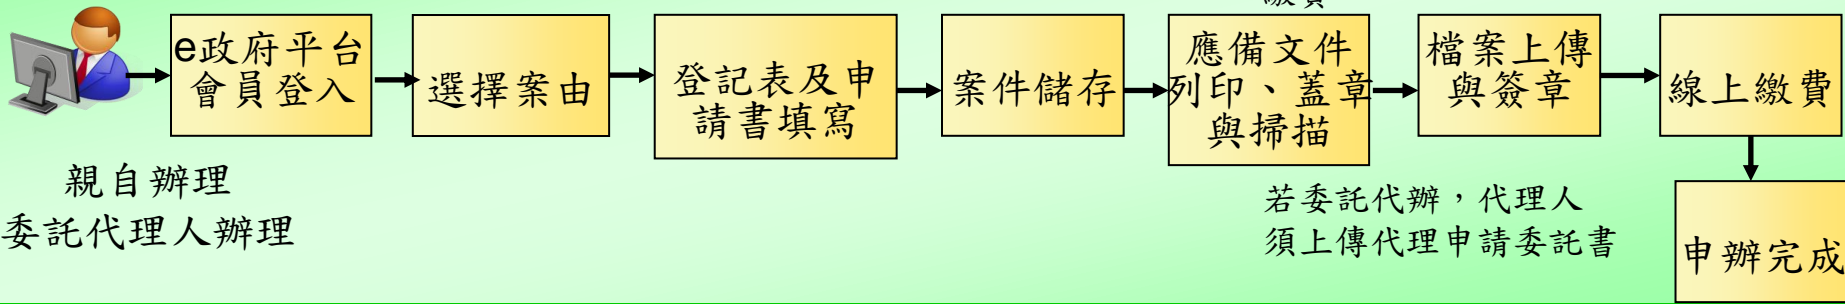 e政府平台
會員登入
選擇案由
登記表及申
請書填寫
案件儲存
應備文件
列印、蓋章
與掃描
檔案上傳
與簽章
線上繳費
申辦完成
親自辦理
委託代理人辦理
若委託代辦，代理人
須上傳代理申請委託書